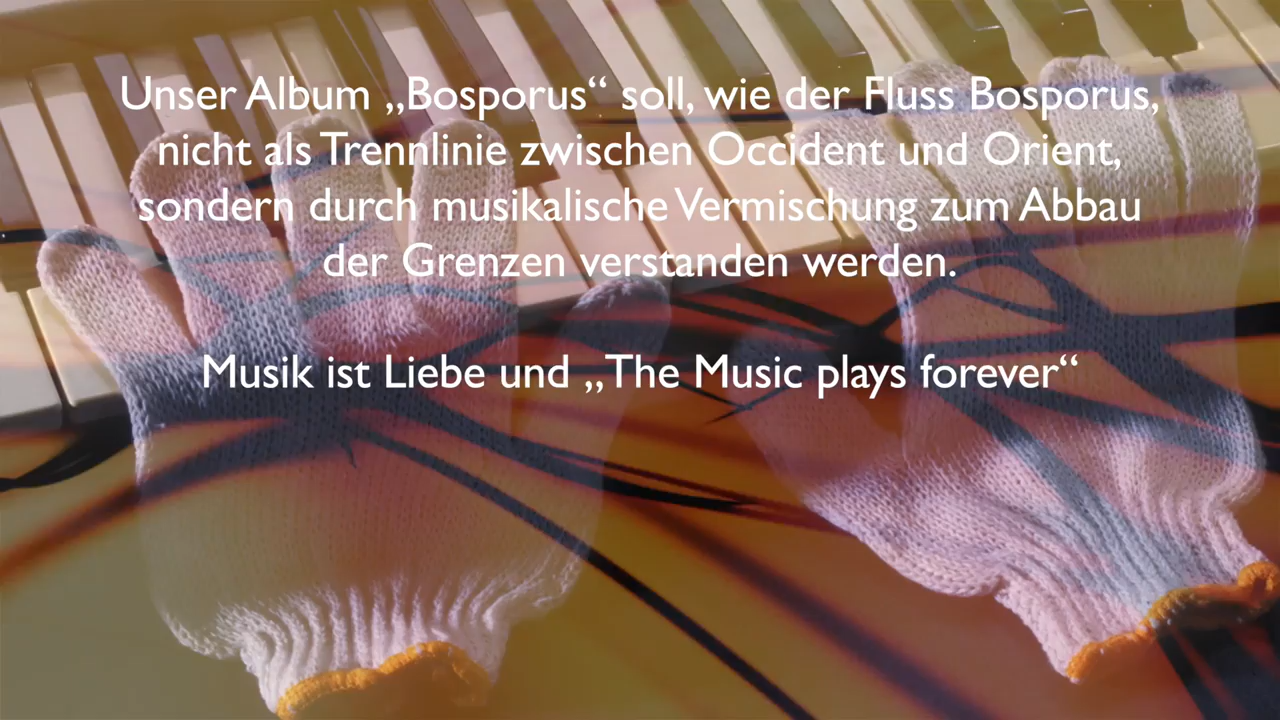 Unser Album „Bosporus“ soll, wie der Fluss Bosporus,
nicht als Trennlinie zwischen Occident und Orient,
sondern durch musikalische Vermischung zum Abbau
der Grenzen verstanden werden.
Musik ist Liebe und „The Music plays forever“